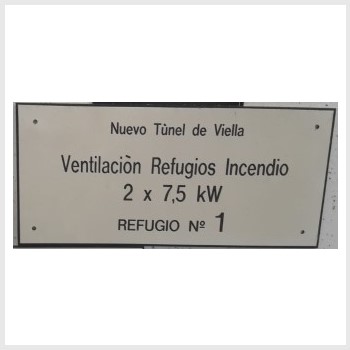 Nuevo Tùnel de Viella
Ventilaciòn Refugios Incendio
2 x 7,5 kW
REFUGIO Nº 1